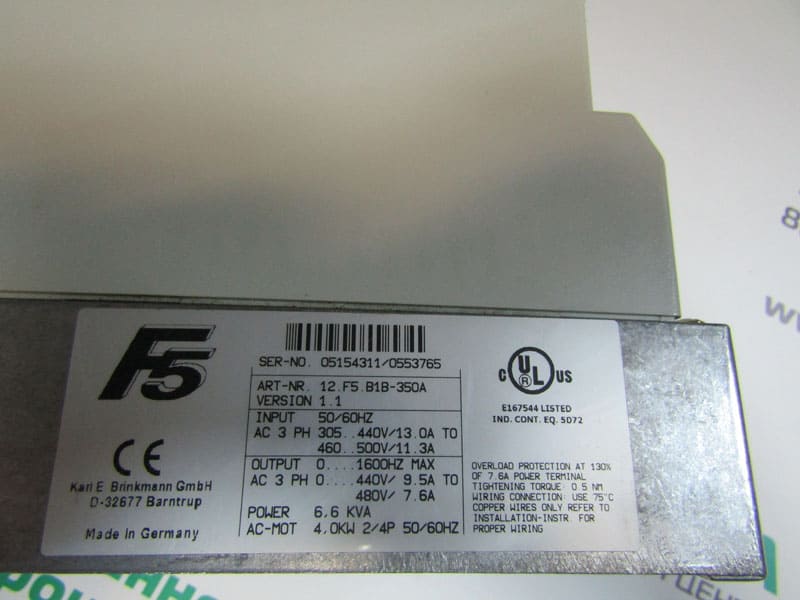 F5
SER-NO. 05154311/0553765
ART-NR. 12.F5.B1B-350A
VERSION 1.1
INPUT 50/60HZ
AC 3 PH 305..440V/13.0A TO
460..500V/11.3A
OUTPUT 0....1600HZ MAX
AC 3 PH 0...440V/ 9.5A TO
480V/ 7.6A
POWER 6,6 KVA
AC-MOT 4,0KW 2/4P 50/60HZ
CE
Karl E. Brinkmann GmbH
D-32677 Barntrup
Made in Germany
C UL US
®
E167544 LISTED
IND. CONT. EQ. 5D72
OVERLOAD PROTECTION AT 130%
OF 7.6A POWER TERMINAL
TIGHTENING TORQUE: 0.5 NM
WIRING CONNECTION: USE 75°C
COPPER WIRES ONLY REFER TO
INSTALLATION-INSTR. FOR
PROPER WIRING